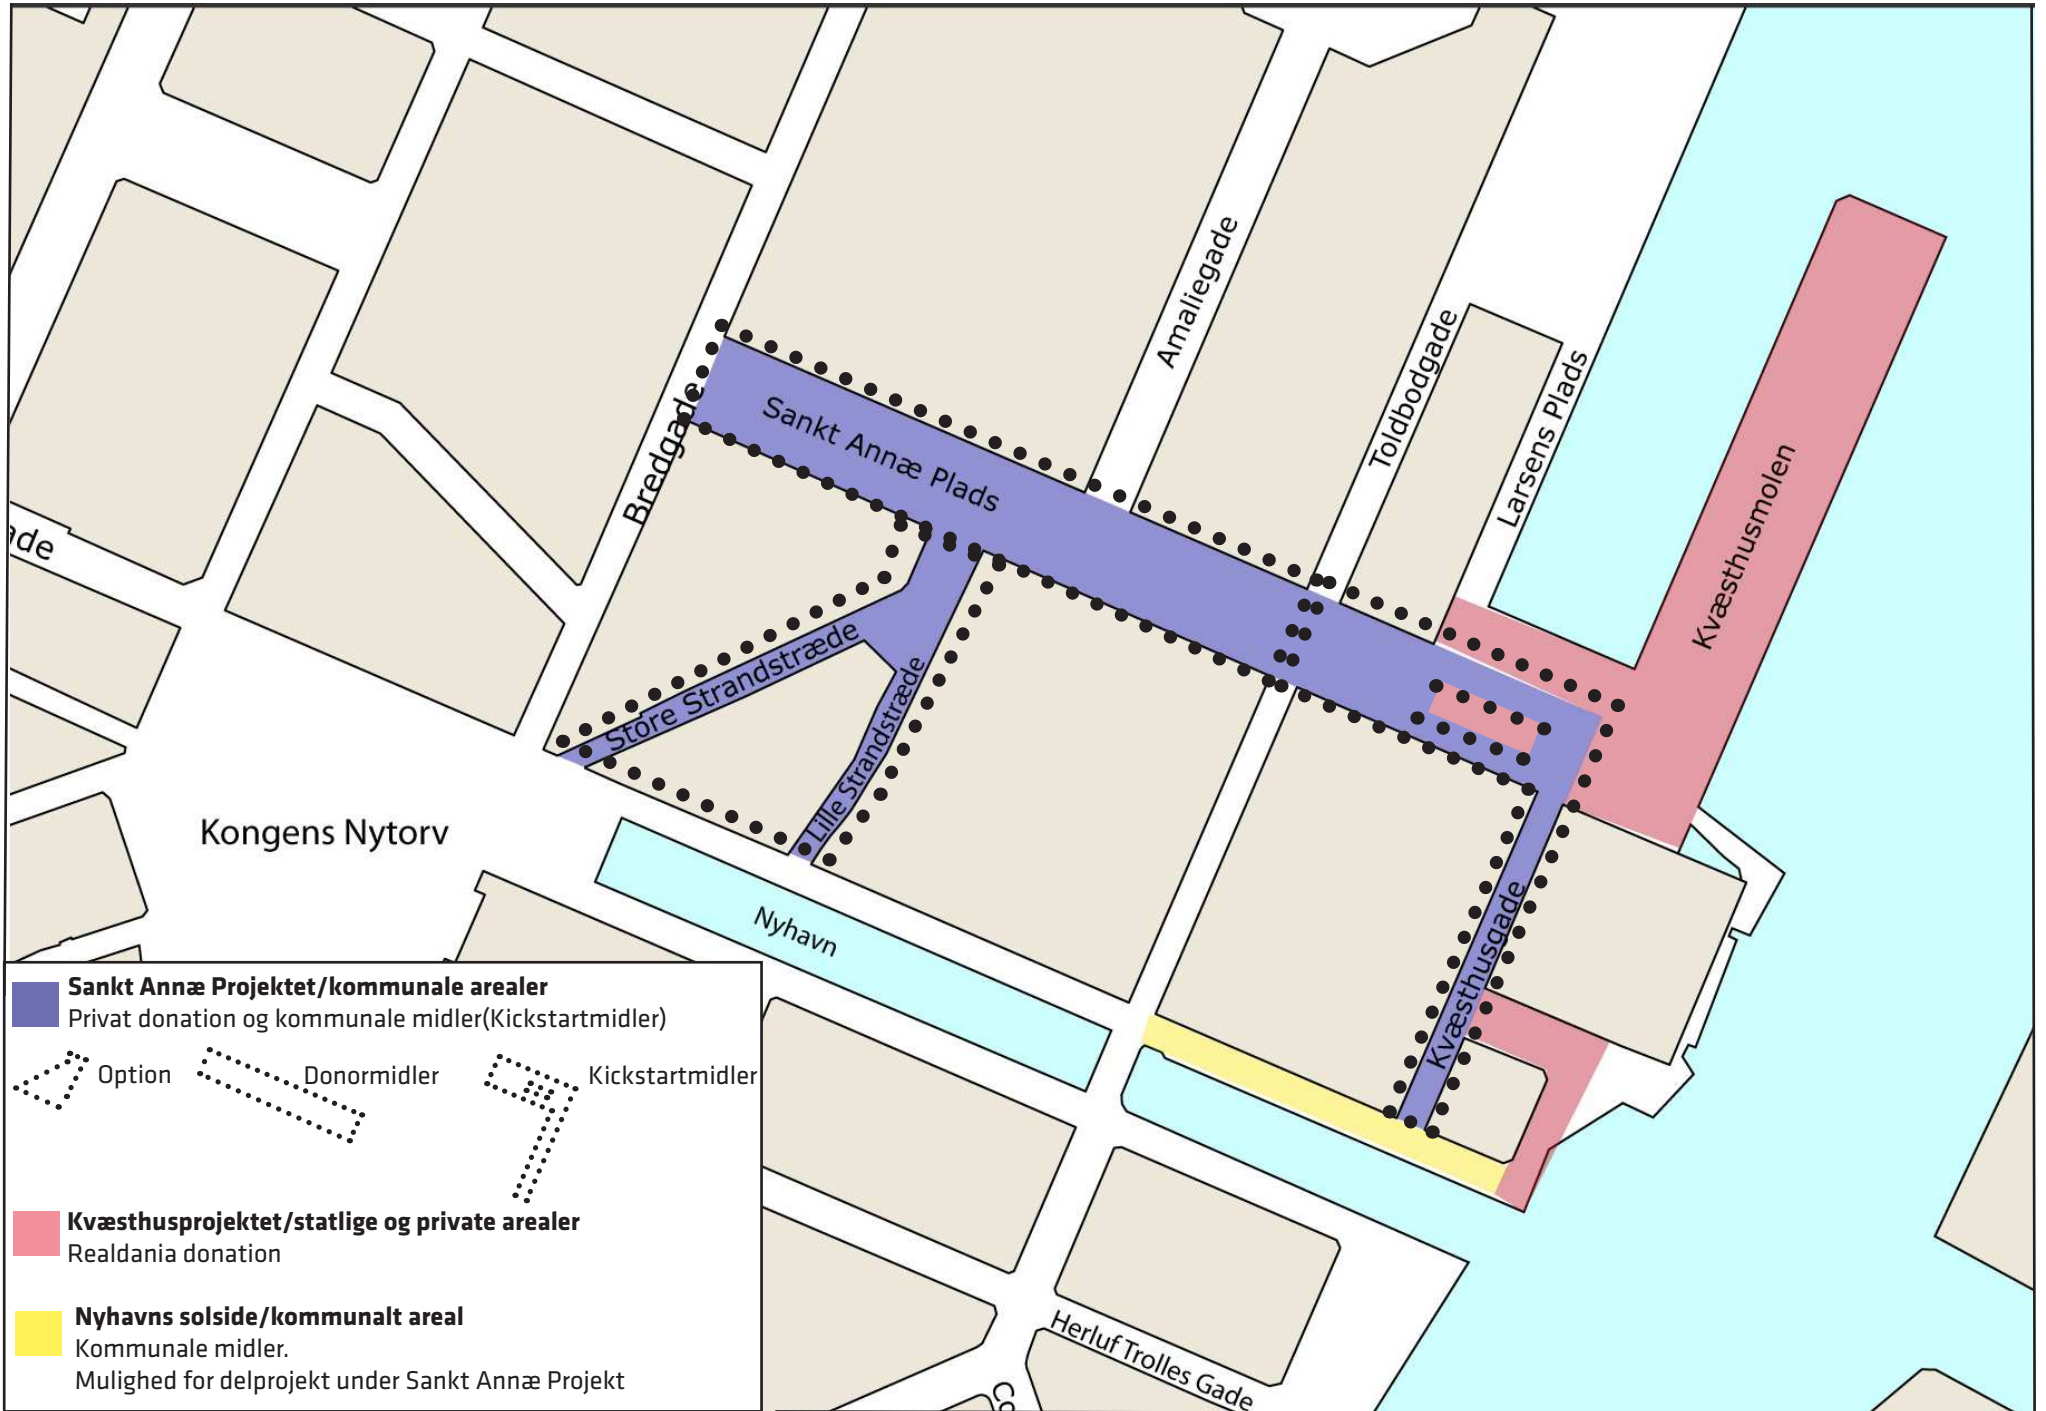 Amaliegade
Toldbodgade
Larsens Plads
Kvæsthusmolen
Bredgade
Sankt Annæ Plads
ade
Store Strandstræde
Lille Strandstræde
Kongens Nytorv
Nyhavn
Kvæsthusgade
Herluf Trolles Gade
Co
Sankt Annæ Projektet/kommunale arealer
Privat donation og kommunale midler(Kickstartmidler)
Option
Donormidler
Kickstartmidler
Kvæsthusprojektet/statlige og private arealer
Realdania donation
Nyhavns solside/kommunalt areal
Kommunale midler.
Mulighed for delprojekt under Sankt Annæ Projekt